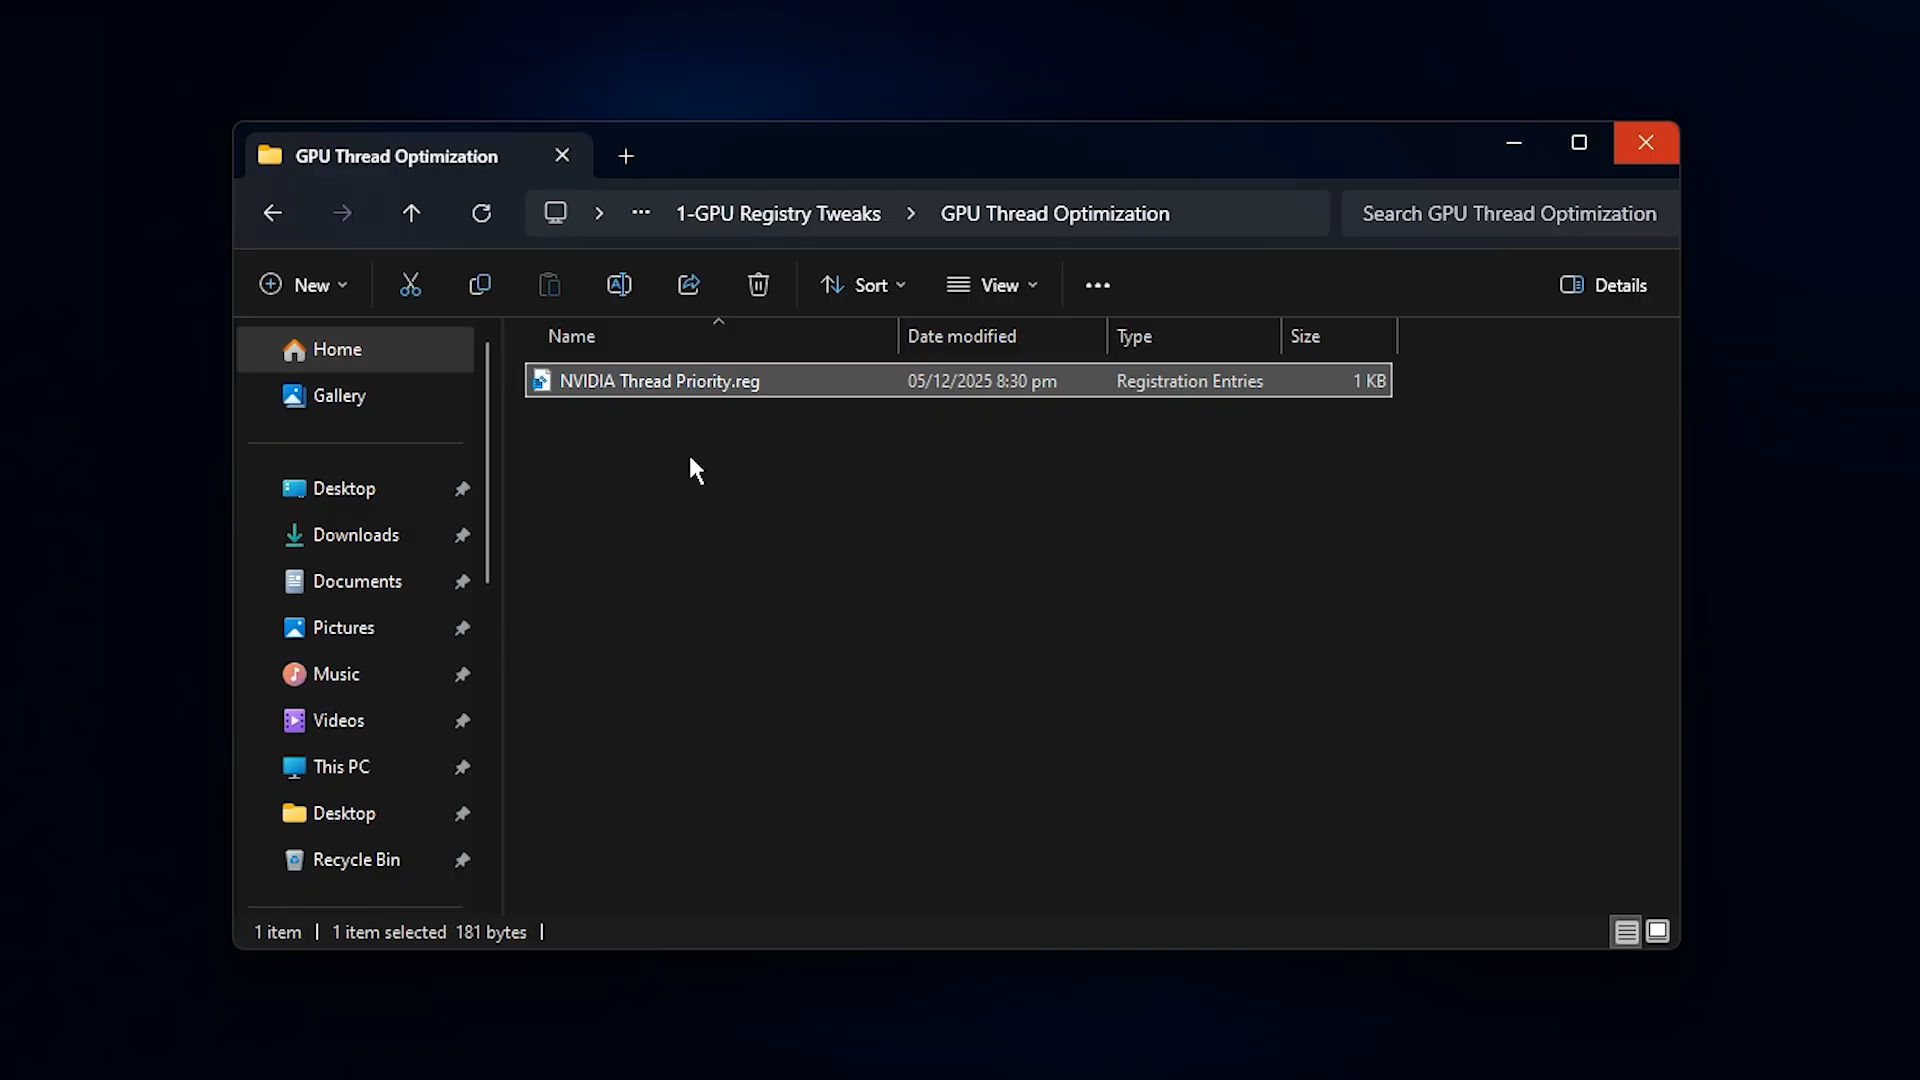 GPU Thread Optimization
1-GPU Registry Tweaks
GPU Thread Optimization
Search GPU Thread Optimization
New
Sort
View
Details
Name
Date modified
Type
Size
NVIDIA Thread Priority.reg
05/12/2025 8:30 pm
Registration Entries
1 KB
Home
Gallery
Desktop
Downloads
Documents
Pictures
Music
Videos
This PC
Desktop
Recycle Bin
1 item
1 item selected 181 bytes